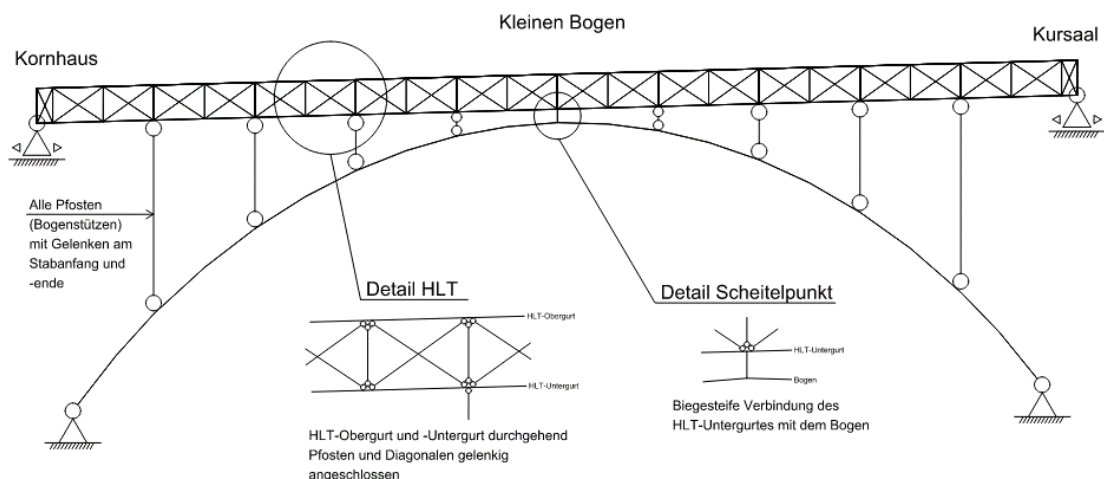 Kleinen Bogen
Kornhaus
Kursaal
Alle Pfosten
(Bogenstützen)
mit Gelenken am
Stabanfang und
-ende
Detail HLT
HLT-Obergurt
HLT-Untergurt
HLT-Obergurt und -Untergurt durchgehend
Pfosten und Diagonalen gelenkig
angeschlossen
Detail Scheitelpunkt
HLT-Untergurt
Bogen
Biegesteife Verbindung des
HLT-Untergurtes mit dem Bogen